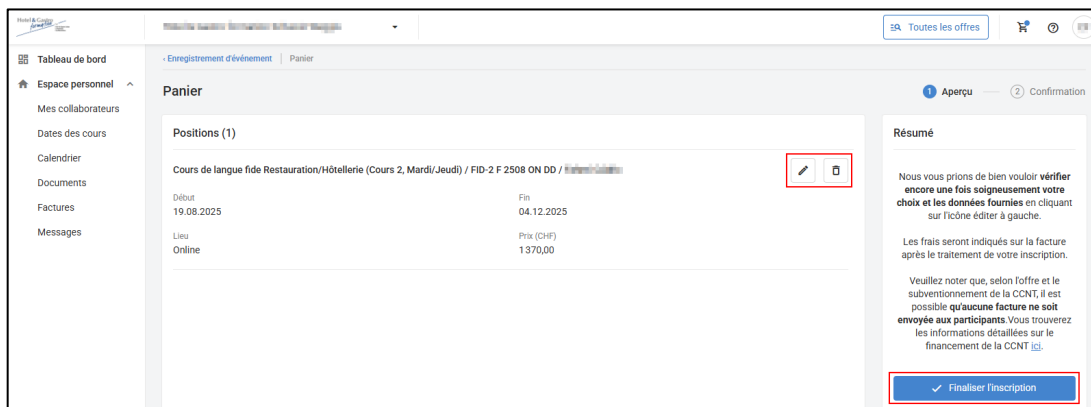 Hotel & Gastro
formation
Toutes les offres
Tableau de bord
‹ Enregistrement d'événement | Panier
Espace personnel
Panier
1 Aperçu
2 Confirmation
Mes collaborateurs
Dates des cours
Calendrier
Documents
Factures
Messages
Positions (1)
Cours de langue fide Restauration/Hôtellerie (Cours 2, Mardi/Jeudi) / FID-2 F 2508 ON DD /
Début
19.08.2025
Fin
04.12.2025
Lieu
Online
Prix (CHF)
1 370,00
Résumé
Nous vous prions de bien vouloir vérifier
encore une fois soigneusement votre
choix et les données fournies en cliquant
sur l'icône éditer à gauche.
Les frais seront indiqués sur la facture
après le traitement de votre inscription.
Veuillez noter que, selon l'offre et le
subventionnement de la CCNT, il est
possible qu'aucune facture ne soit
envoyée aux participants.Vous trouverez
les informations détaillées sur le
financement de la CCNT ici.
Finaliser l'inscription